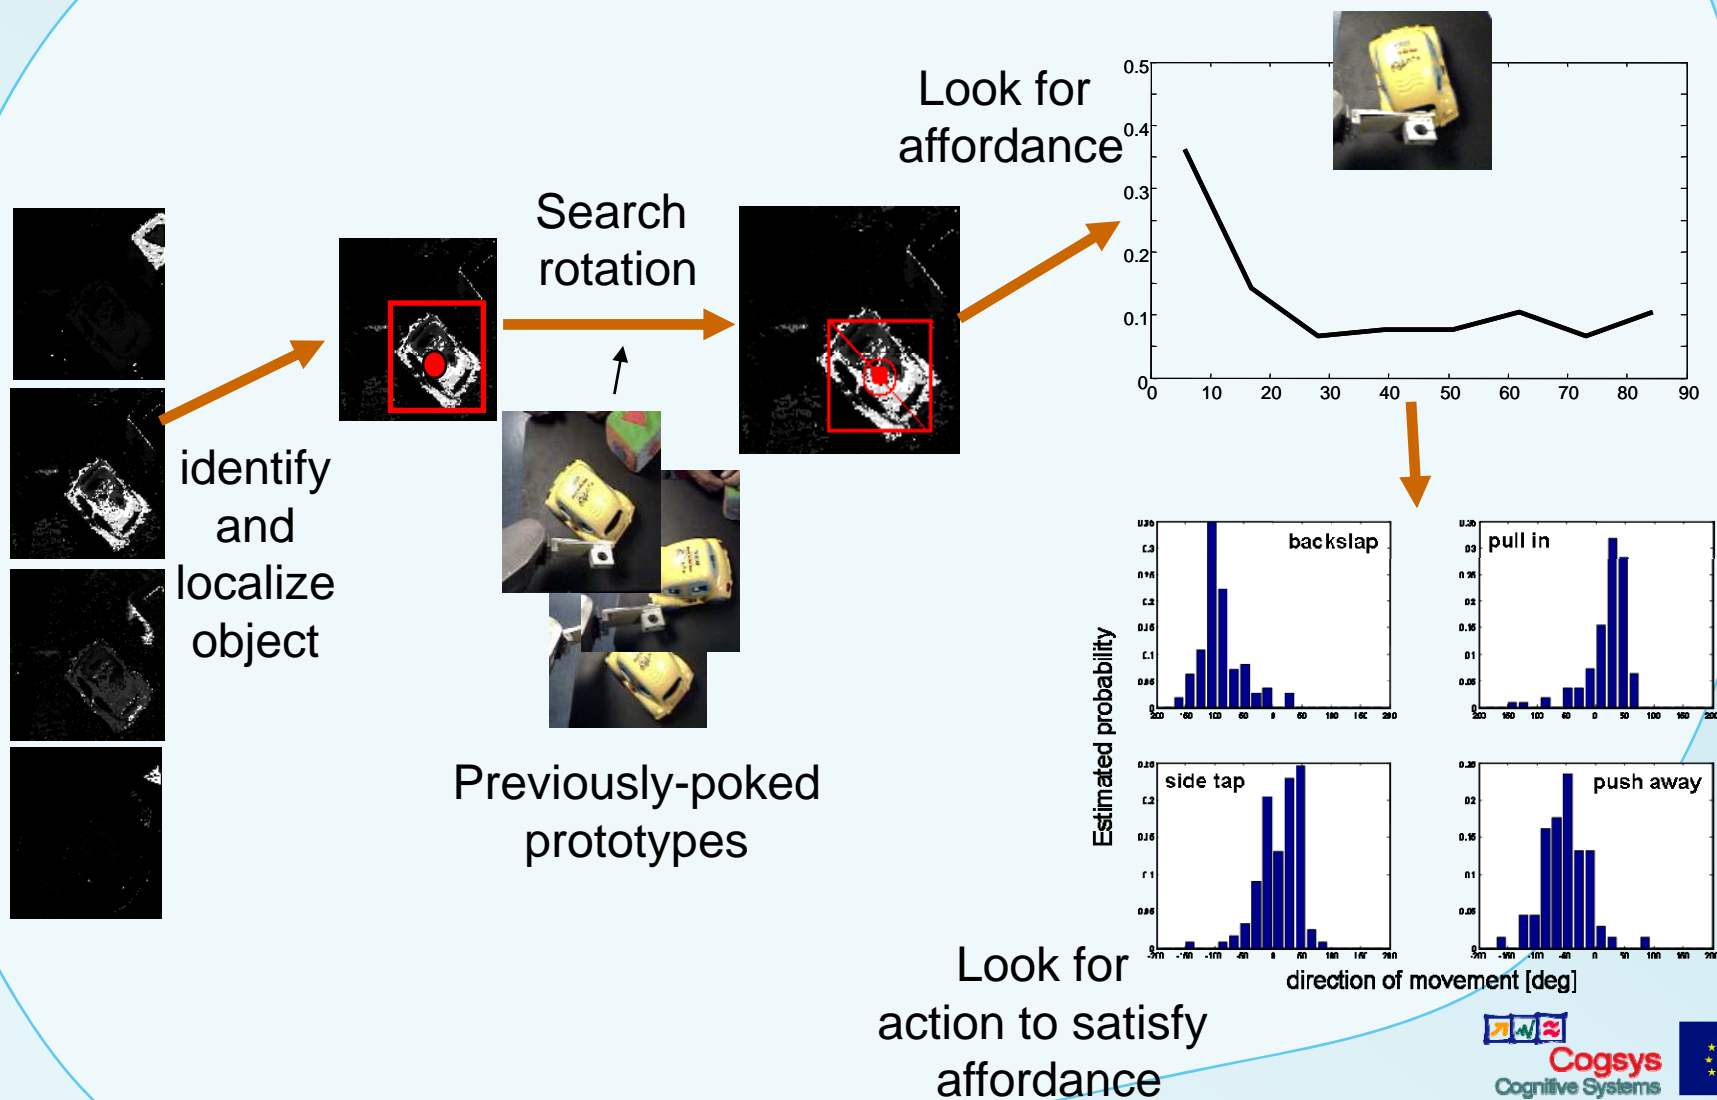 Look for
affordance
0.5
0.4
0.3
0.2
0.1
0
0 10 20 30 40 50 60 70 80 90
Search
rotation
identify
and
localize
object
Previously-poked
prototypes
backslap
pull in
side tap
push away
Estimated probability
direction of movement [deg]
Look for
action to satisfy
affordance
Cogsys
Cognitive Systems